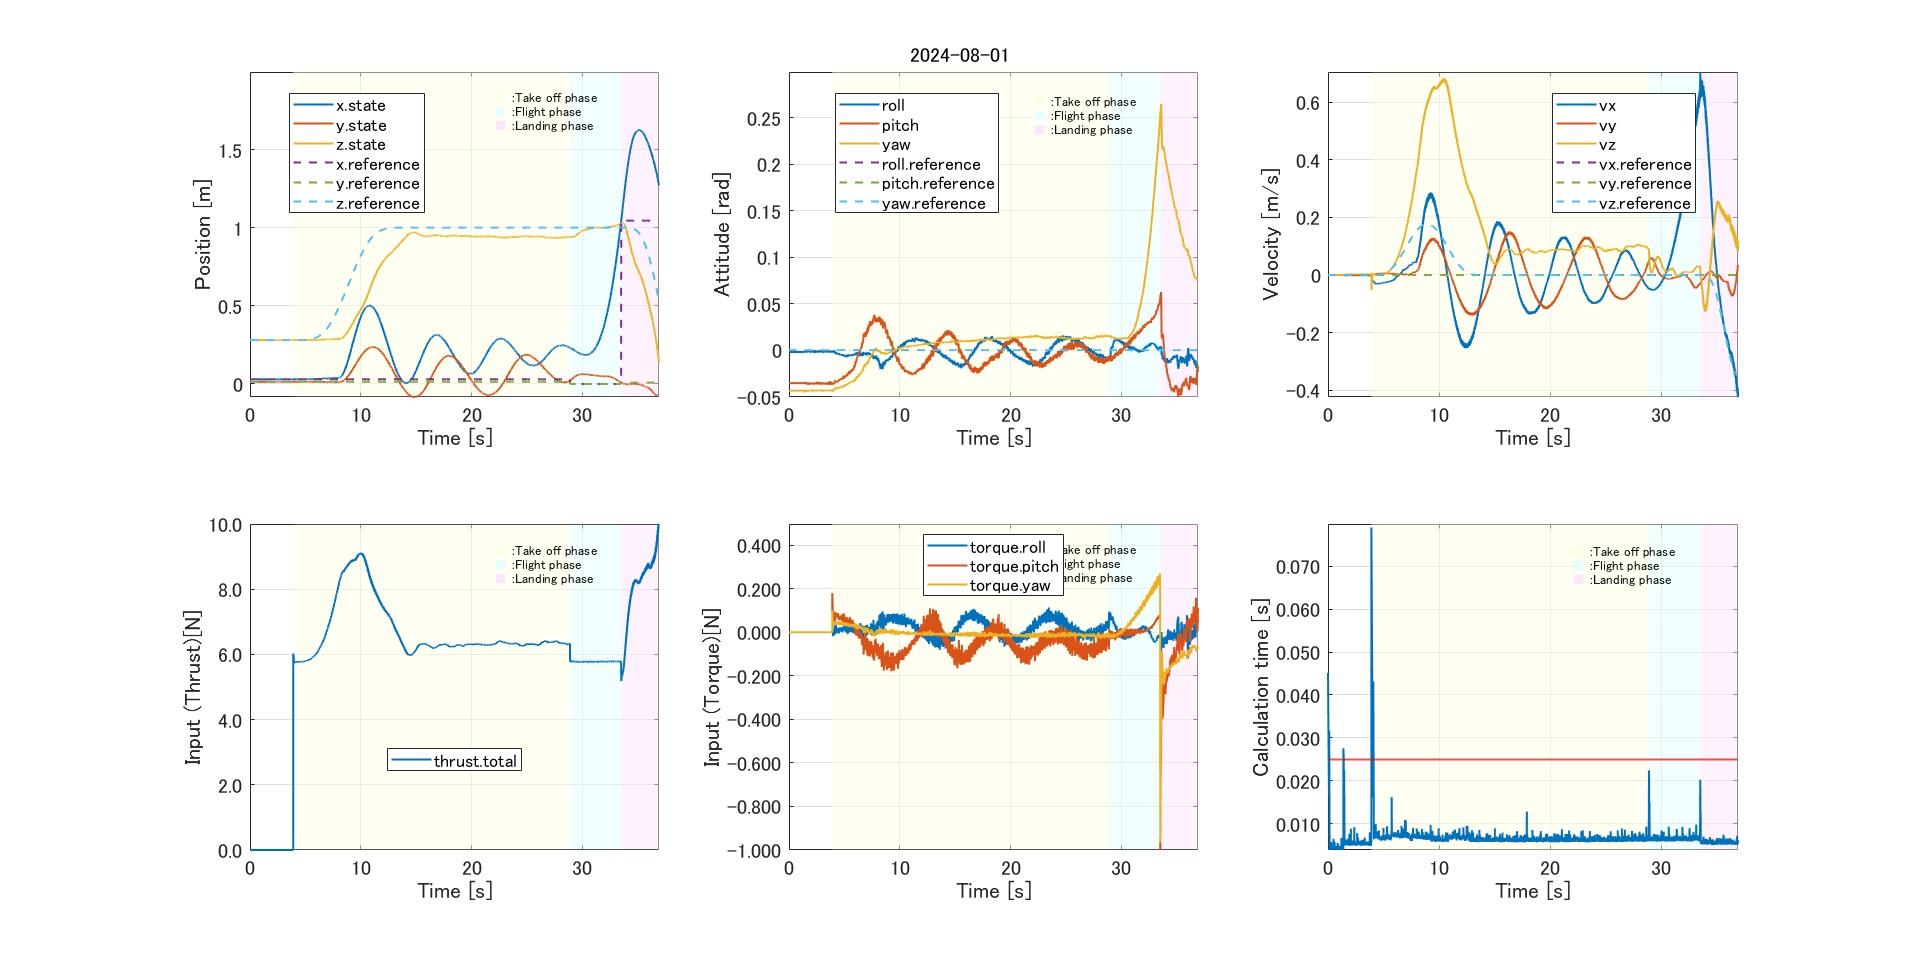 2024-08-01
Position [m]
1.5
1
0.5
0
x.state
y.state
z.state
x.reference
y.reference
z.reference
:Take off phase
:Flight phase
:Landing phase
0 10 20 30
Time [s]
Attitude [rad]
0.25
0.2
0.15
0.1
0.05
0
-0.05
roll
pitch
yaw
roll.reference
pitch.reference
yaw.reference
:Take off phase
:Flight phase
:Landing phase
0 10 20 30
Time [s]
Velocity [m/s]
0.6
0.4
0.2
0
-0.2
-0.4
vx
vy
vz
vx.reference
vy.reference
vz.reference
0 10 20 30
Time [s]
Input (Thrust)[N]
10.0
8.0
6.0
4.0
2.0
0.0
:Take off phase
:Flight phase
:Landing phase
thrust.total
0 10 20 30
Time [s]
Input (Torque)[N]
0.400
0.200
0.000
-0.200
-0.400
-0.600
-0.800
-1.000
torque.roll
torque.pitch
torque.yaw
ake off phase
light phase
anding phase
0 10 20 30
Time [s]
Calculation time [s]
0.070
0.060
0.050
0.040
0.030
0.020
0.010
:Take off phase
:Flight phase
:Landing phase
0 10 20 30
Time [s]